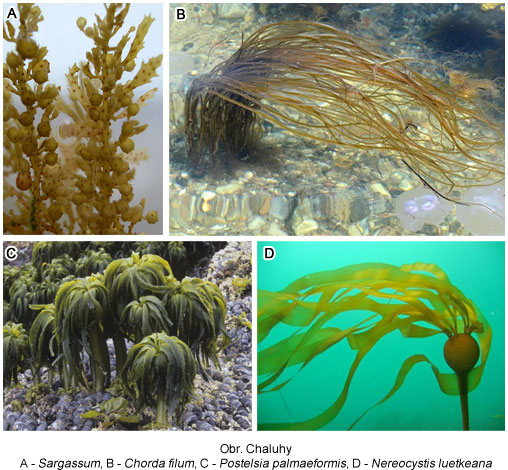 A
B
C
D
Obr. Chaluhy
A - Sargassum, B - Chorda filum, C - Postelsia palmaeformis, D - Nereocystis luetkeana